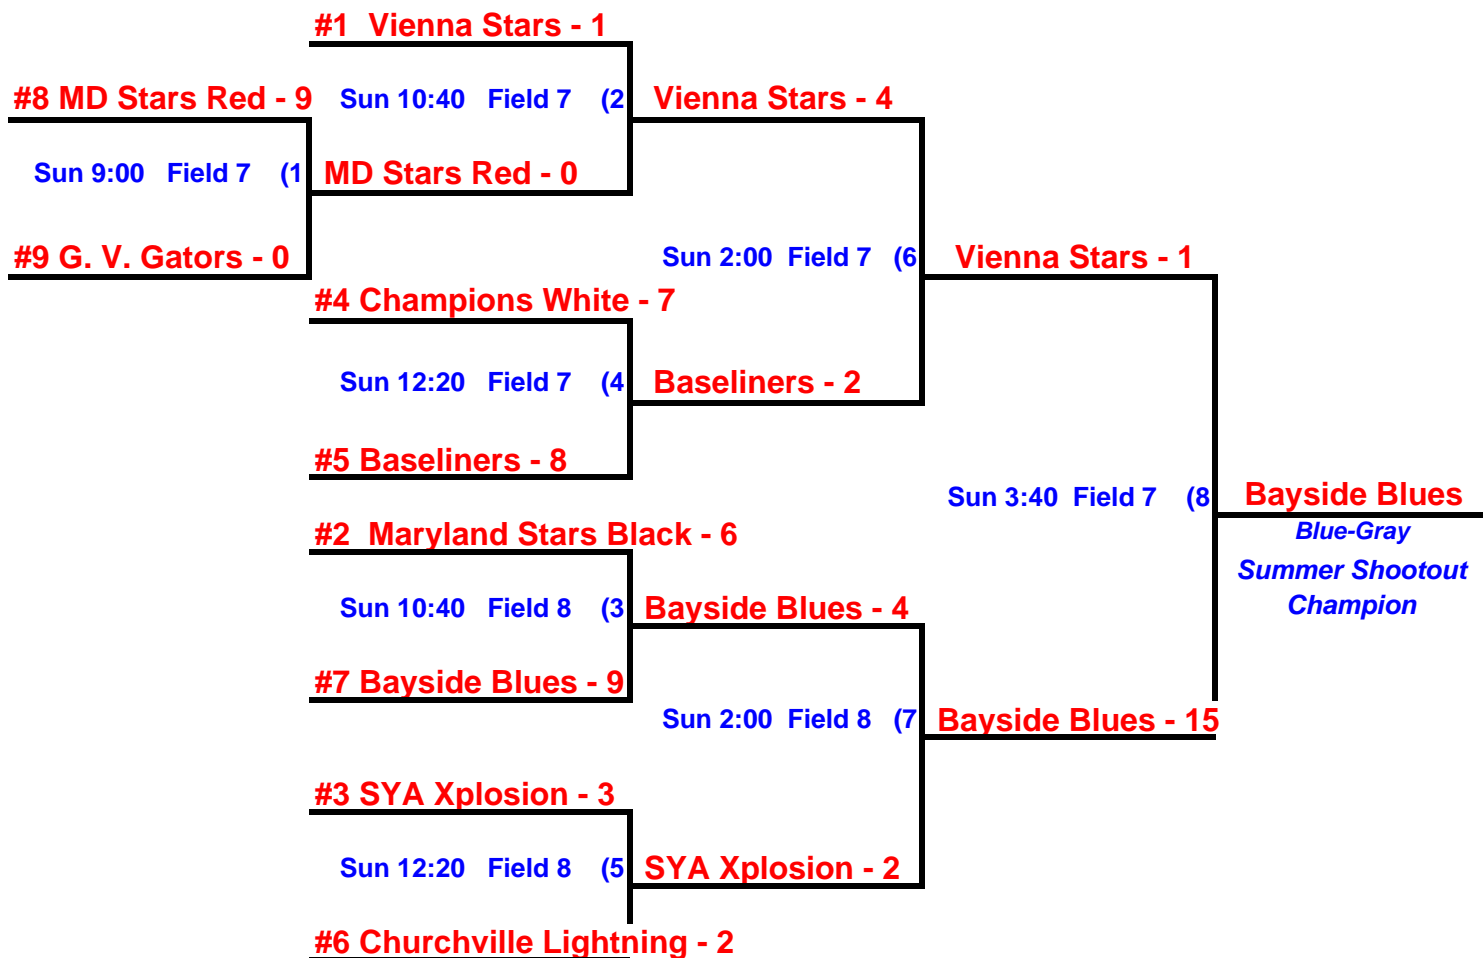 #1  Vienna Stars - 1
#8 MD Stars Red - 9
Sun 10:40   Field 7    (2
Vienna Stars - 4
Sun 9:00   Field 7    (1
MD Stars Red - 0
#9 G. V. Gators - 0
Sun 2:00  Field 7   (6
Vienna Stars - 1
#4 Champions White - 7
Sun 12:20   Field 7    (4
Baseliners - 2
#5 Baseliners - 8
Sun 3:40  Field 7    (8
Bayside Blues
Blue-Gray
Summer Shootout
Champion
#2  Maryland Stars Black - 6
Sun 10:40   Field 8    (3
Bayside Blues - 4
#7 Bayside Blues - 9
Sun 2:00  Field 8   (7
Bayside Blues - 15
#3 SYA Xplosion - 3
Sun 12:20   Field 8    (5
SYA Xplosion - 2
#6 Churchville Lightning - 2